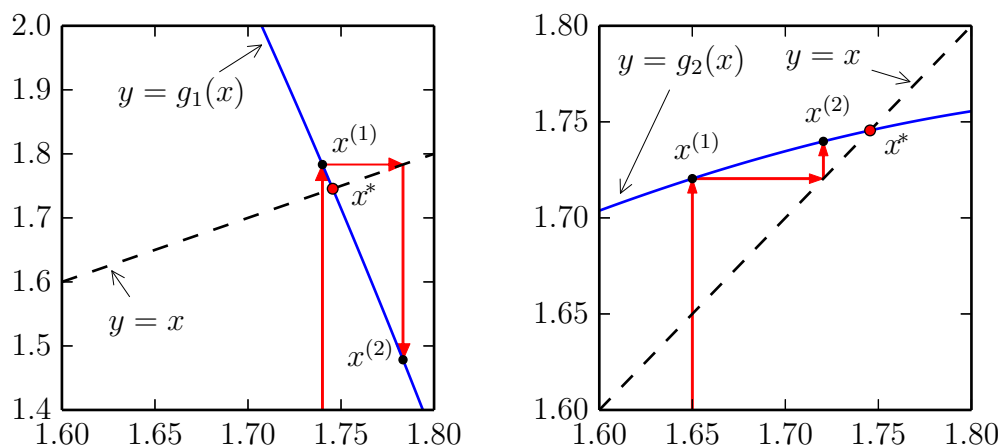 2.0
1.9
1.8
1.7
1.6
1.5
1.4
1.60 1.65 1.70 1.75 1.80
y = g₁(x)
x⁽¹⁾
x*
y = x
x⁽²⁾
1.80
1.75
1.70
1.65
1.60
1.60 1.65 1.70 1.75 1.80
y = x
y = g₂(x)
x⁽²⁾
x⁽¹⁾
x*